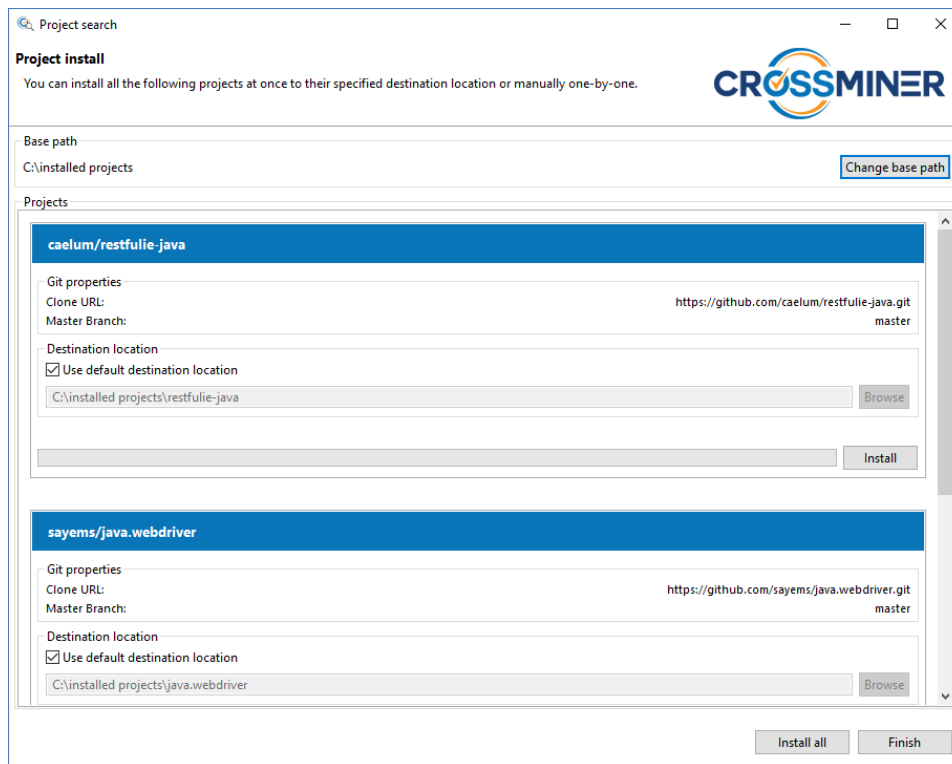 Project search
Project install
You can install all the following projects at once to their specified destination location or manually one-by-one.
CROSSMINER
Base path
C:\installed projects
Change base path
Projects
caelum/restfulie-java
Git properties
Clone URL: https://github.com/caelum/restfulie-java.git
Master Branch: master
Destination location
Use default destination location
C:\installed projects\restfulie-java Browse
Install
sayems/java.webdriver
Git properties
Clone URL: https://github.com/sayems/java.webdriver.git
Master Branch: master
Destination location
Use default destination location
C:\installed projects\java.webdriver Browse
Install all Finish